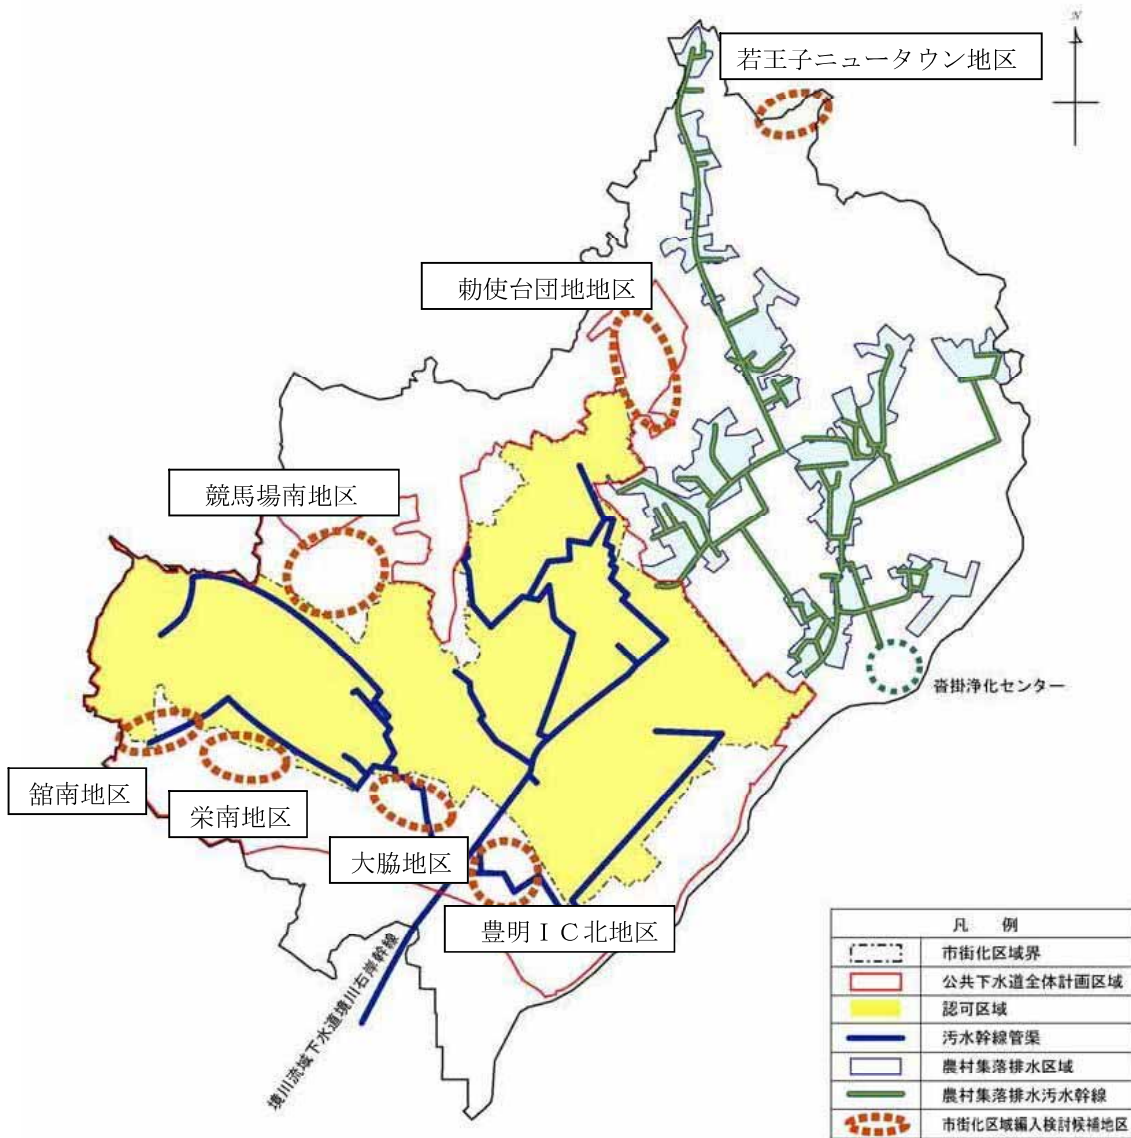 N
若王子ニュータウン地区
勅使台団地地区
競馬場南地区
沓掛浄化センター
舘南地区
栄南地区
大脇地区
豊明ＩＣ北地区
境川流域下水道境川右岸幹線
凡　例
市街化区域界
公共下水道全体計画区域
認可区域
汚水幹線管渠
農村集落排水区域
農村集落排水汚水幹線
市街化区域編入検討候補地区